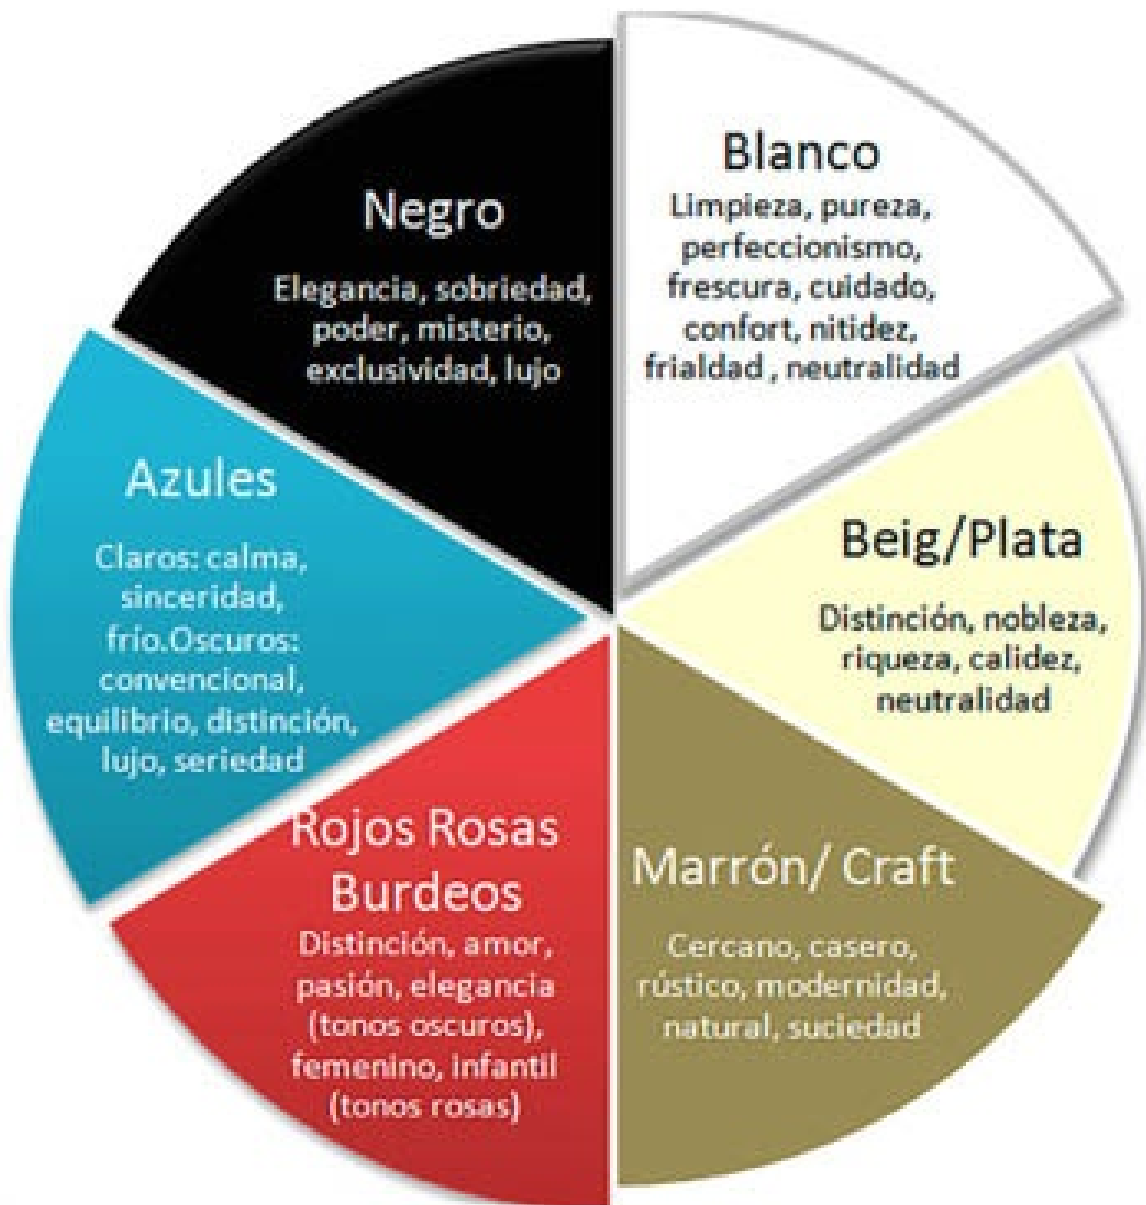 Blanco
Limpieza, pureza,
perfeccionismo,
frescura, cuidado,
confort, nitidez,
frialdad , neutralidad
Beig/Plata
Distinción, nobleza,
riqueza, calidez,
neutralidad
Marrón/ Craft
Cercano, casero,
rústico, modernidad,
natural, suciedad
Rojos Rosas
Burdeos
Distinción, amor,
pasión, elegancia
(tonos oscuros),
femenino, infantil
(tonos rosas)
Azules
Claros: calma,
sinceridad,
frio.Oscuros:
convencional,
equilibrio, distinción,
lujo, seriedad
Negro
Elegancia, sobriedad,
poder, misterio,
exclusividad, lujo